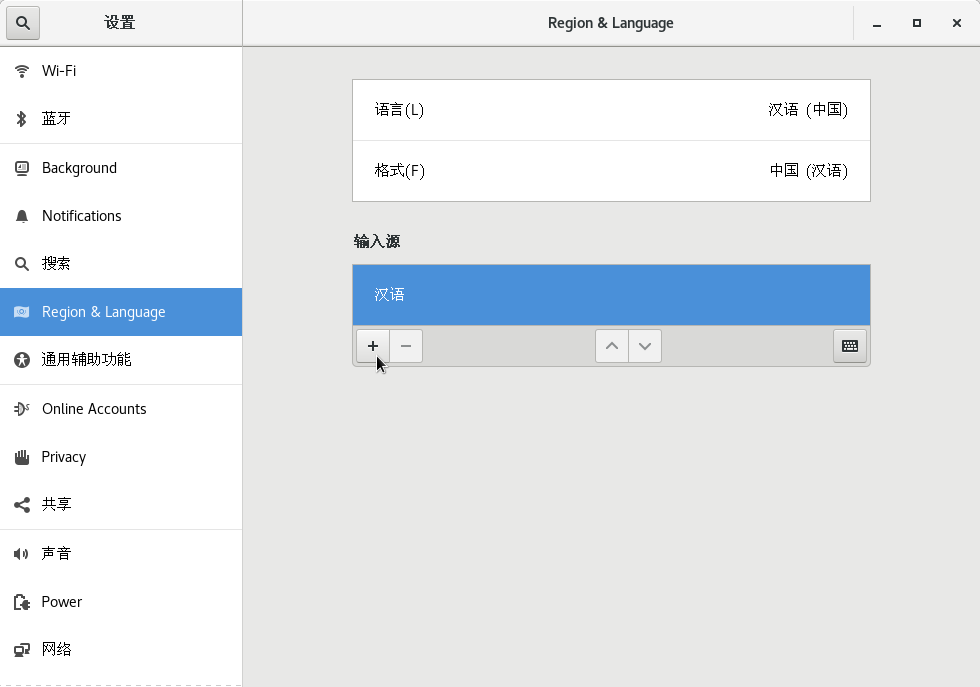 设置
Region & Language
Wi-Fi
蓝牙
Background
Notifications
搜索
Region & Language
通用辅助功能
Online Accounts
Privacy
共享
声音
Power
网络
语言(L) 汉语 (中国)
格式(F) 中国 (汉语)
输入源
汉语